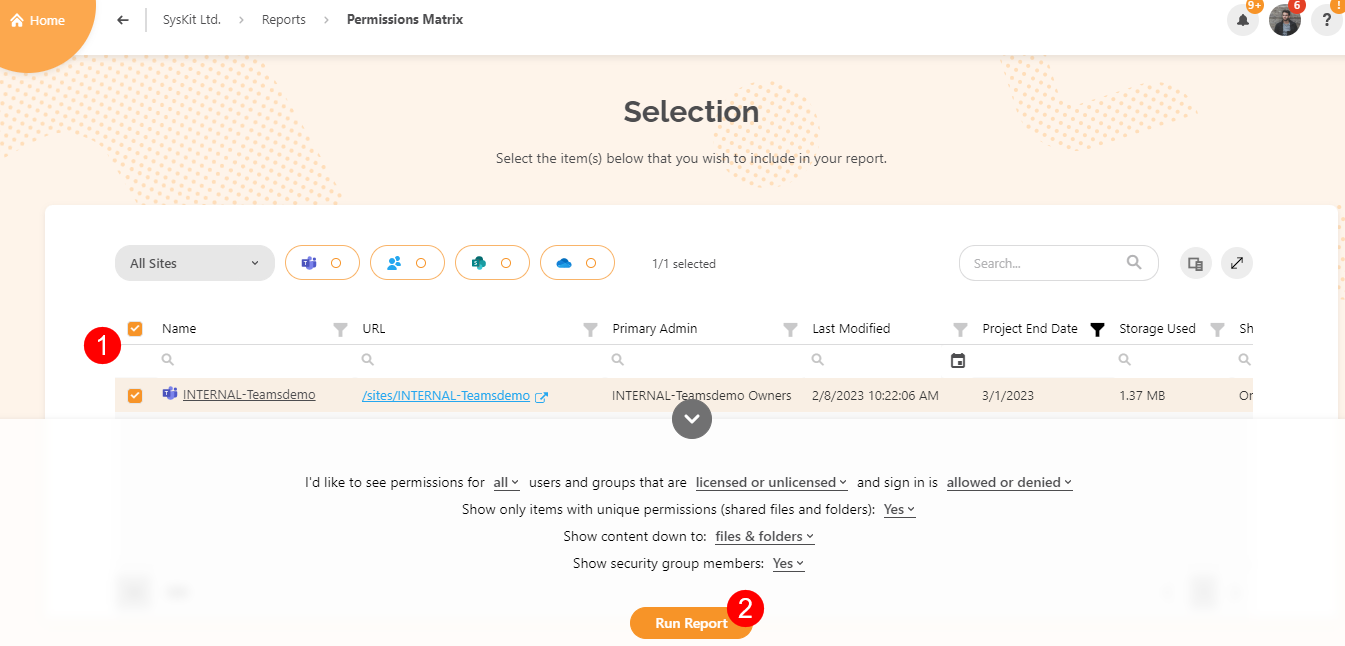 Home
SysKit Ltd. > Reports > Permissions Matrix
9+
6
!
?
Selection
Select the item(s) below that you wish to include in your report.
All Sites
1/1 selected
Search...
Name URL Primary Admin Last Modified Project End Date Storage Used Sh
1
INTERNAL-Teamsdemo /sites/INTERNAL-Teamsdemo INTERNAL-Teamsdemo Owners 2/8/2023 10:22:06 AM 3/1/2023 1.37 MB Or
I'd like to see permissions for all users and groups that are licensed or unlicensed and sign in is allowed or denied
Show only items with unique permissions (shared files and folders): Yes
Show content down to: files & folders
Show security group members: Yes
Run Report
2